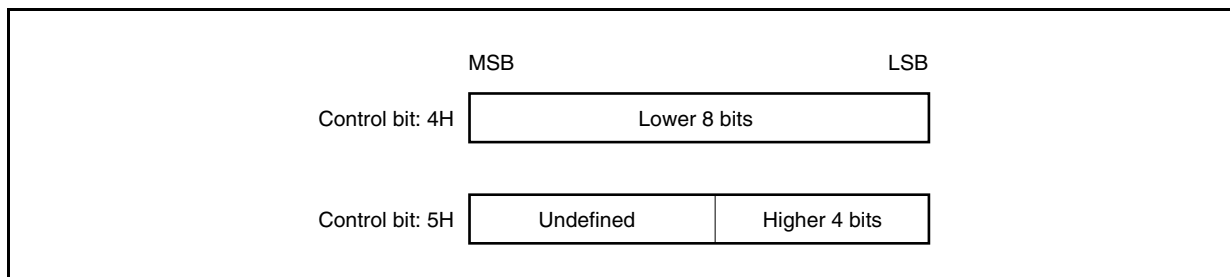 MSB LSB
Control bit: 4H Lower 8 bits
Control bit: 5H Undefined Higher 4 bits